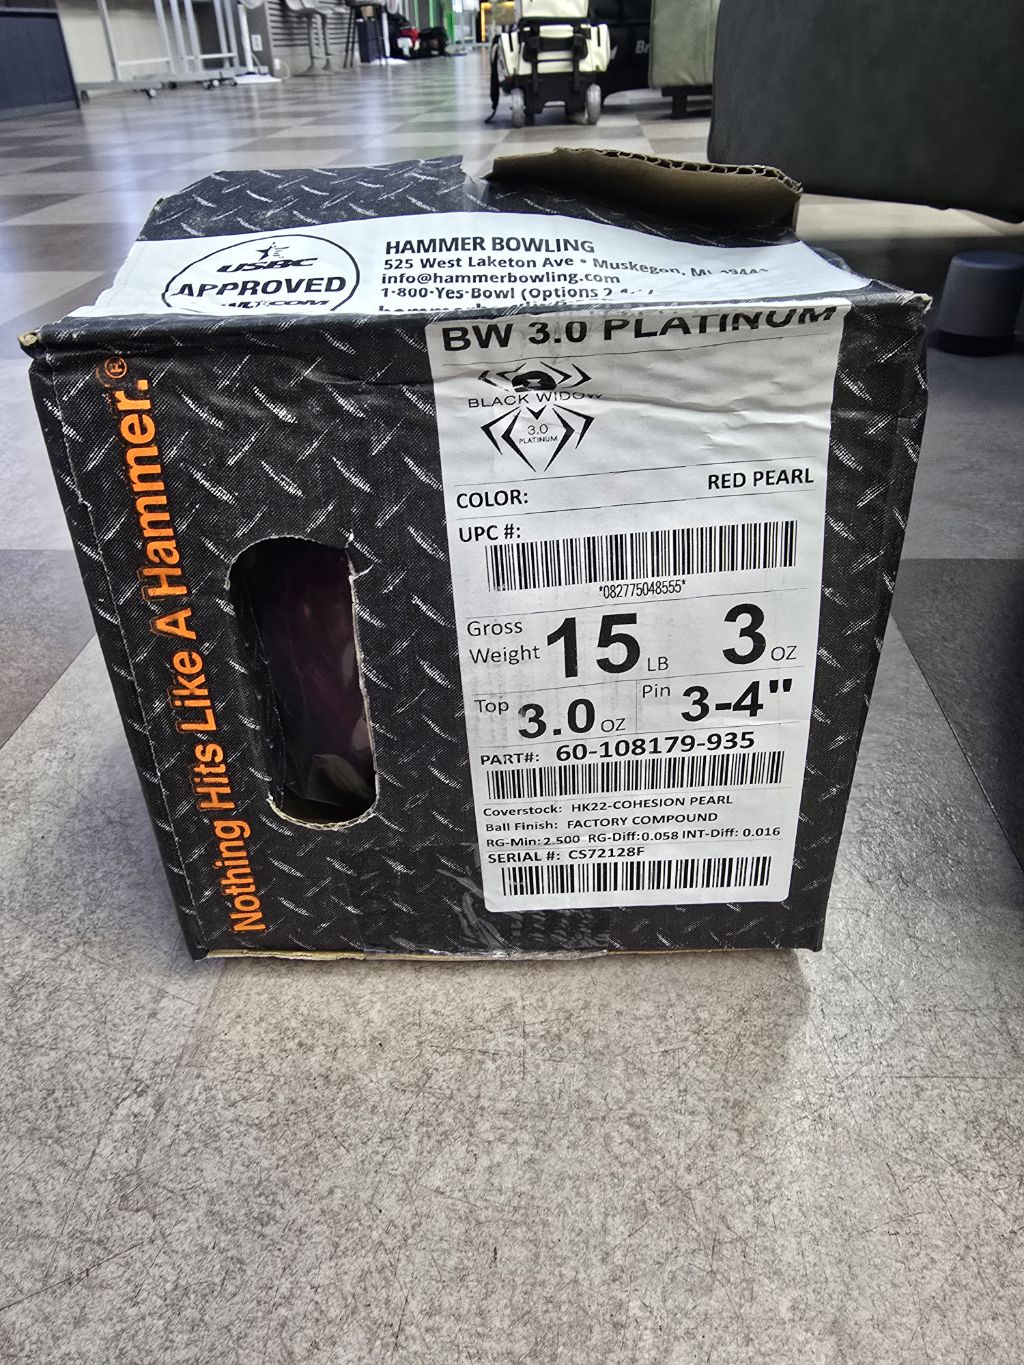 USBC
APPROVED
HAMMER BOWLING
525 West Laketon Ave • Muskegon, MI
info@hammerbowling.com
1-800-Yes-Bowl (Options 2
Nothing Hits Like A Hammer.®
BW 3.0 PLATINUM
BLACK WIDOW
3.0
PLATINUM
COLOR: RED PEARL
UPC #:
*082775048555*
Gross Weight 15 LB 3 OZ
Top 3.0 OZ Pin 3-4"
PART#: 60-108179-935
Coverstock: HK22-COHESION PEARL
Ball Finish: FACTORY COMPOUND
RG-Min:2.500 RG-Diff:0.058 INT-Diff: 0.016
SERIAL #: CS72128F